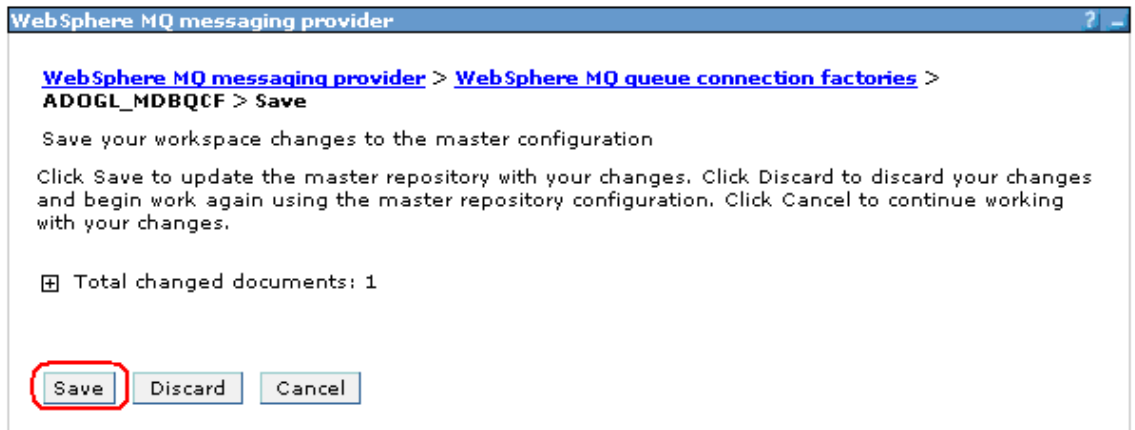 WebSphere MQ messaging provider ? _
WebSphere MQ messaging provider > WebSphere MQ queue connection factories >
ADOGL_MDBQCF > Save
Save your workspace changes to the master configuration
Click Save to update the master repository with your changes. Click Discard to discard your changes
and begin work again using the master repository configuration. Click Cancel to continue working
with your changes.
+ Total changed documents: 1
Save Discard Cancel